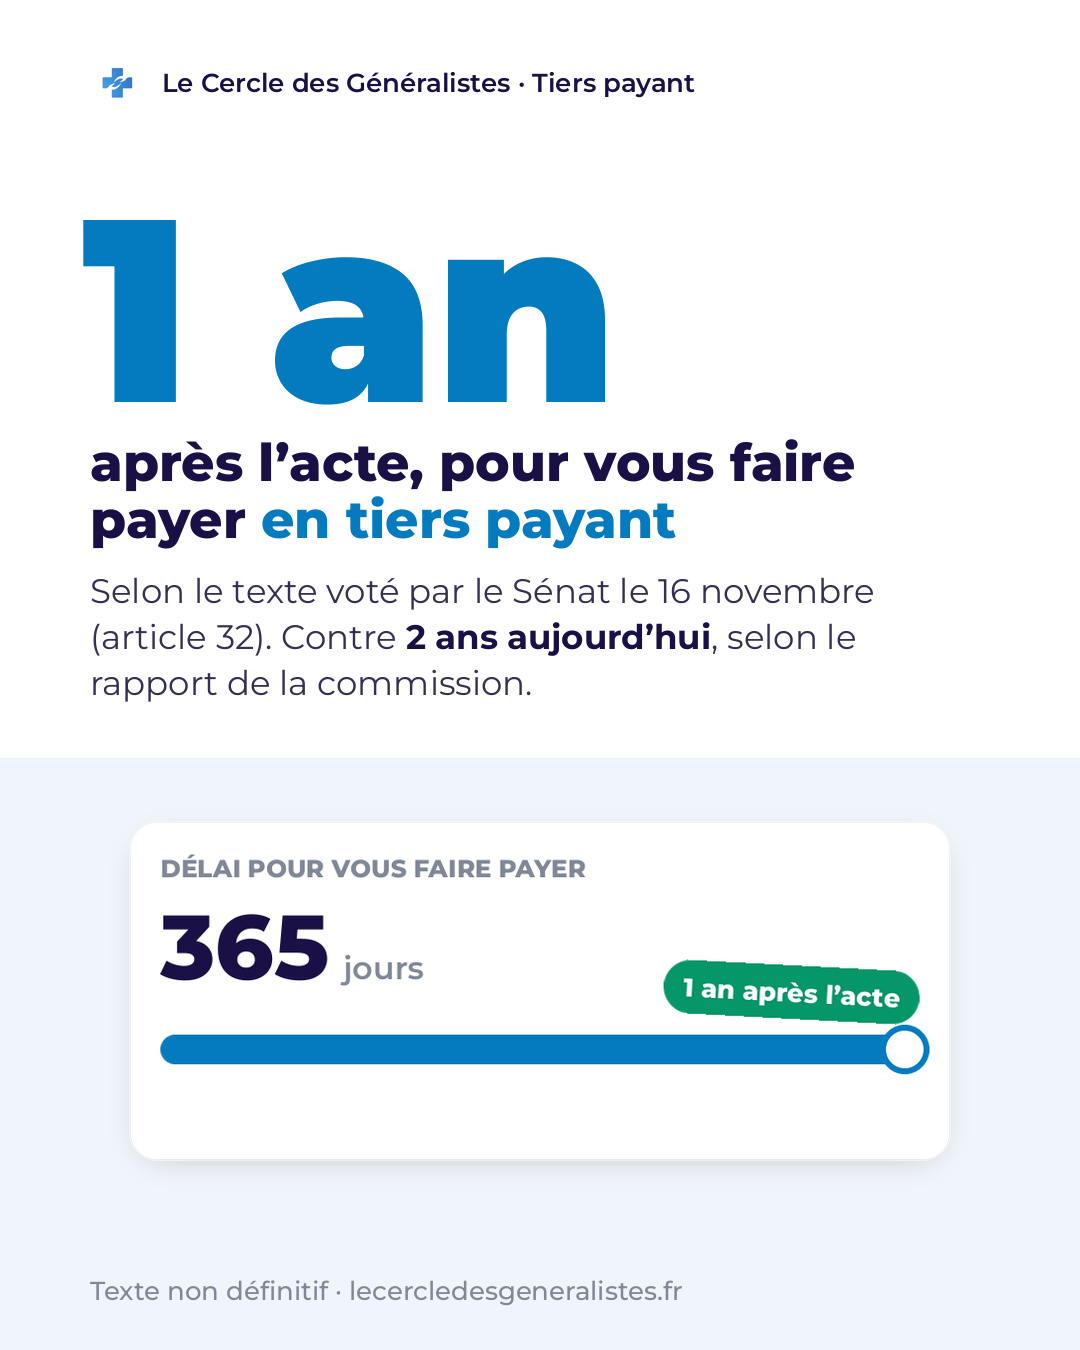 Le Cercle des Généralistes · Tiers payant
1 an
après l’acte, pour vous faire
payer en tiers payant
Selon le texte voté par le Sénat le 16 novembre
(article 32). Contre 2 ans aujourd’hui, selon le
rapport de la commission.
DÉLAI POUR VOUS FAIRE PAYER
365 jours
1 an après l’acte
Texte non définitif · lecercledesgeneralistes.fr